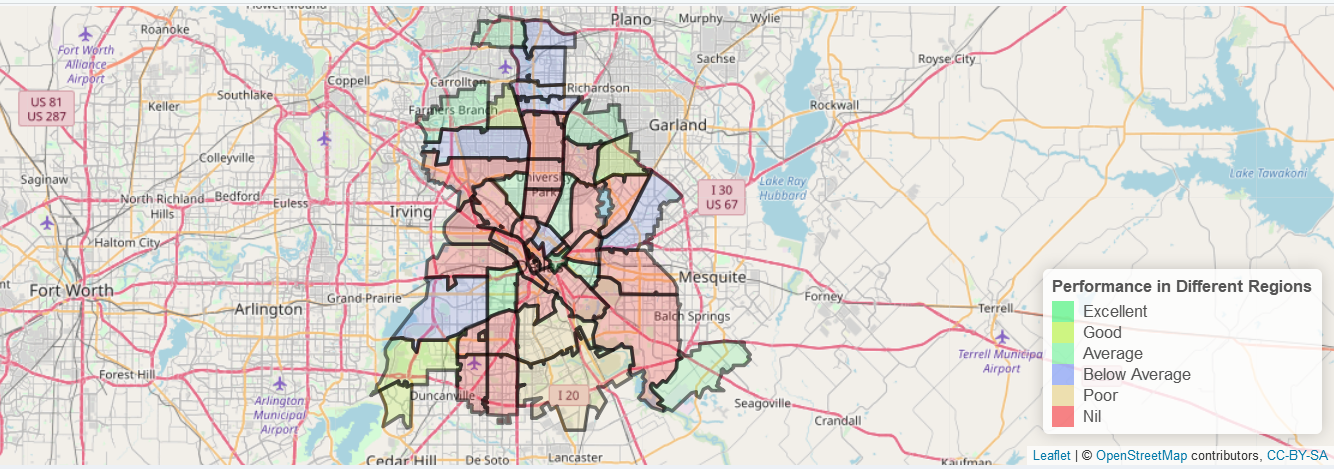 Flower Mound
Roanoke
Plano
Murphy
Wylie
Fort Worth
Alliance
Airport
Sachse
Royse City
Coppell
Carrollton
Richardson
Southlake
US 81
US 287
Keller
Farmers Branch
Rockwall
Garland
Colleyville
Saginaw
University
Park
Lake Ray
Hubbard
Lake Tawakoni
I 30
US 67
North Richland
Hills
Bedford
Euless
Irving
Haltom City
Mesquite
Fort Worth
Grand Prairie
Arlington
Forney
Terrell
Balch Springs
Terrell Municipa
Airport
Forest Hill
Duncanville
I 20
Arlington
Municipal
Airport
Seagoville
Crandall
Cedar Hill
De Soto
Lancaster
Kaufman
Performance in Different Regions
Excellent
Good
Average
Below Average
Poor
Nil
Leaflet | © OpenStreetMap contributors, CC-BY-SA